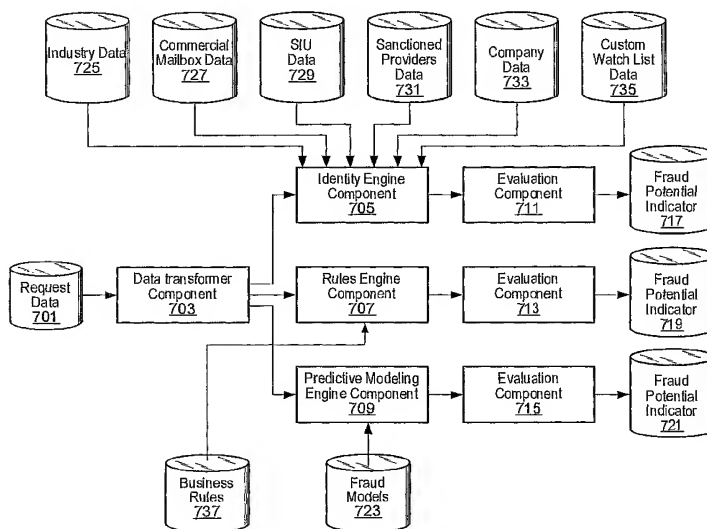 Industry Data
725
Commercial
Mailbox Data
727
SIU
Data
729
Sanctioned
Providers
Data
731
Company
Data
733
Custom
Watch List
Data
735
Identity Engine
Component
705
Evaluation
Component
711
Fraud
Potential
Indicator
717
Request
Data
701
Data transformer
Component
703
Rules Engine
Component
707
Evaluation
Component
713
Fraud
Potential
Indicator
719
Predictive Modeling
Engine Component
709
Evaluation
Component
715
Fraud
Potential
Indicator
721
Business
Rules
737
Fraud
Models
723